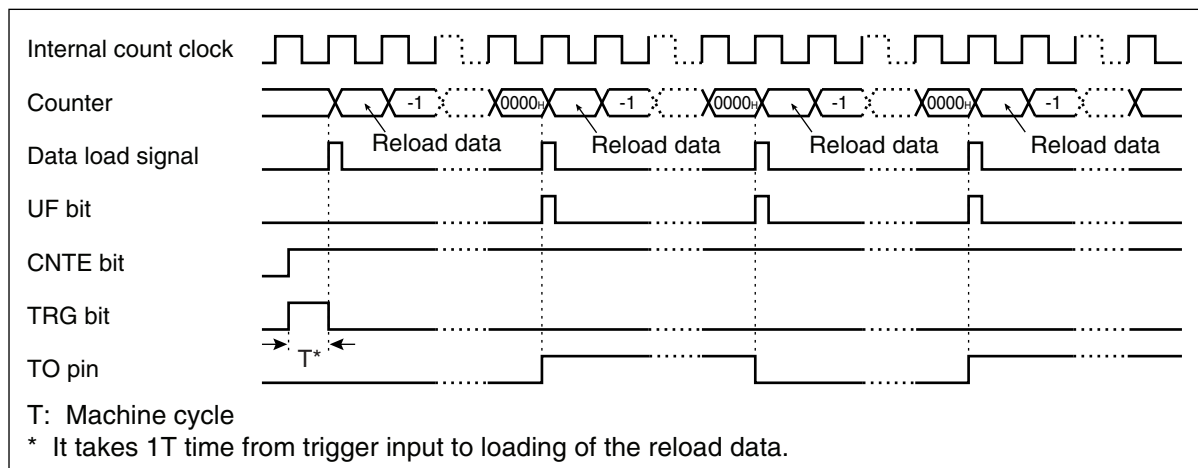 Internal count clock
Counter
0000H 0000H 0000H
-1 -1 -1 -1
Reload data Reload data Reload data Reload data
Data load signal
UF bit
CNTE bit
TRG bit
T*
TO pin
T: Machine cycle
* It takes 1T time from trigger input to loading of the reload data.